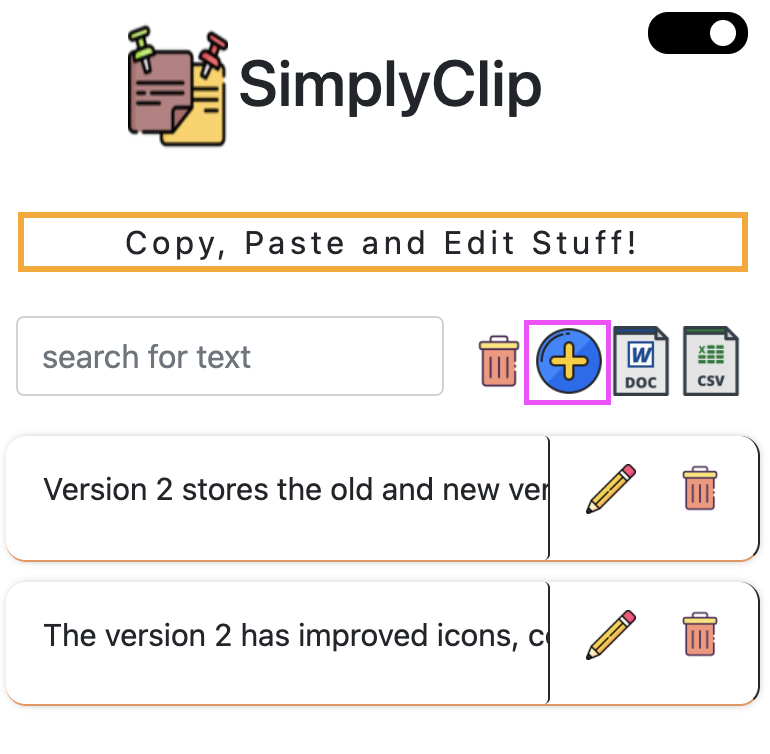 SimplyClip
Copy, Paste and Edit Stuff!
search for text
W
DOC
X
CSV
Version 2 stores the old and new ver
The version 2 has improved icons, c